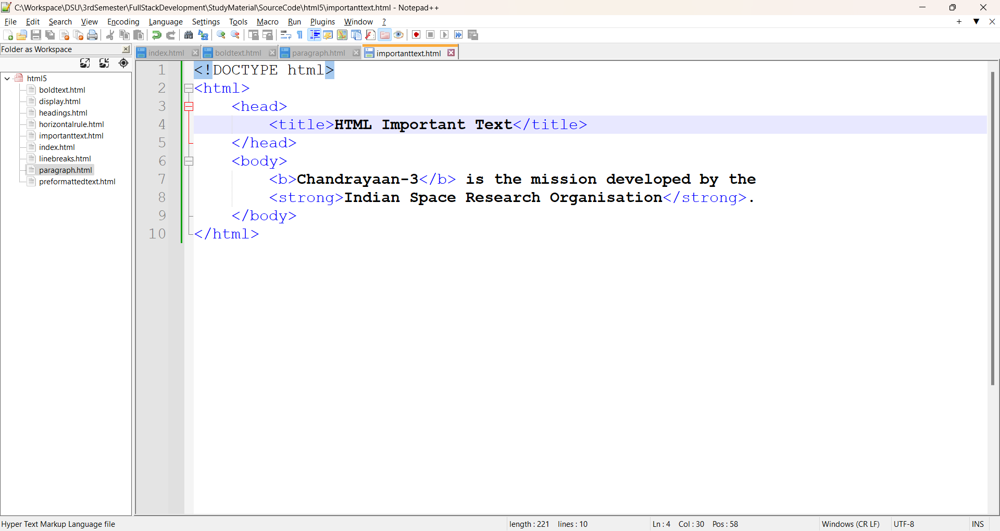 C:\Workspace\DSU\3rdSemester\FullStackDevelopment\StudyMaterial\SourceCode\html5\importanttext.html - Notepad++
File Edit Search View Encoding Language Settings Tools Macro Run Plugins Window ?
Folder as Workspace
index.html boldtext.html paragraph.html importanttext.html
html5
boldtext.html
display.html
headings.html
horizontalrule.html
importanttext.html
index.html
linebreaks.html
paragraph.html
preformattedtext.html
1 <!DOCTYPE html>
2 <html>
3 <head>
4 <title>HTML Important Text</title>
5 </head>
6 <body>
7 <b>Chandrayaan-3</b> is the mission developed by the
8 <strong>Indian Space Research Organisation</strong>.
9 </body>
10 </html>
Hyper Text Markup Language file length : 221 lines : 10 Ln : 4 Col : 30 Pos : 58 Windows (CR LF) UTF-8 INS